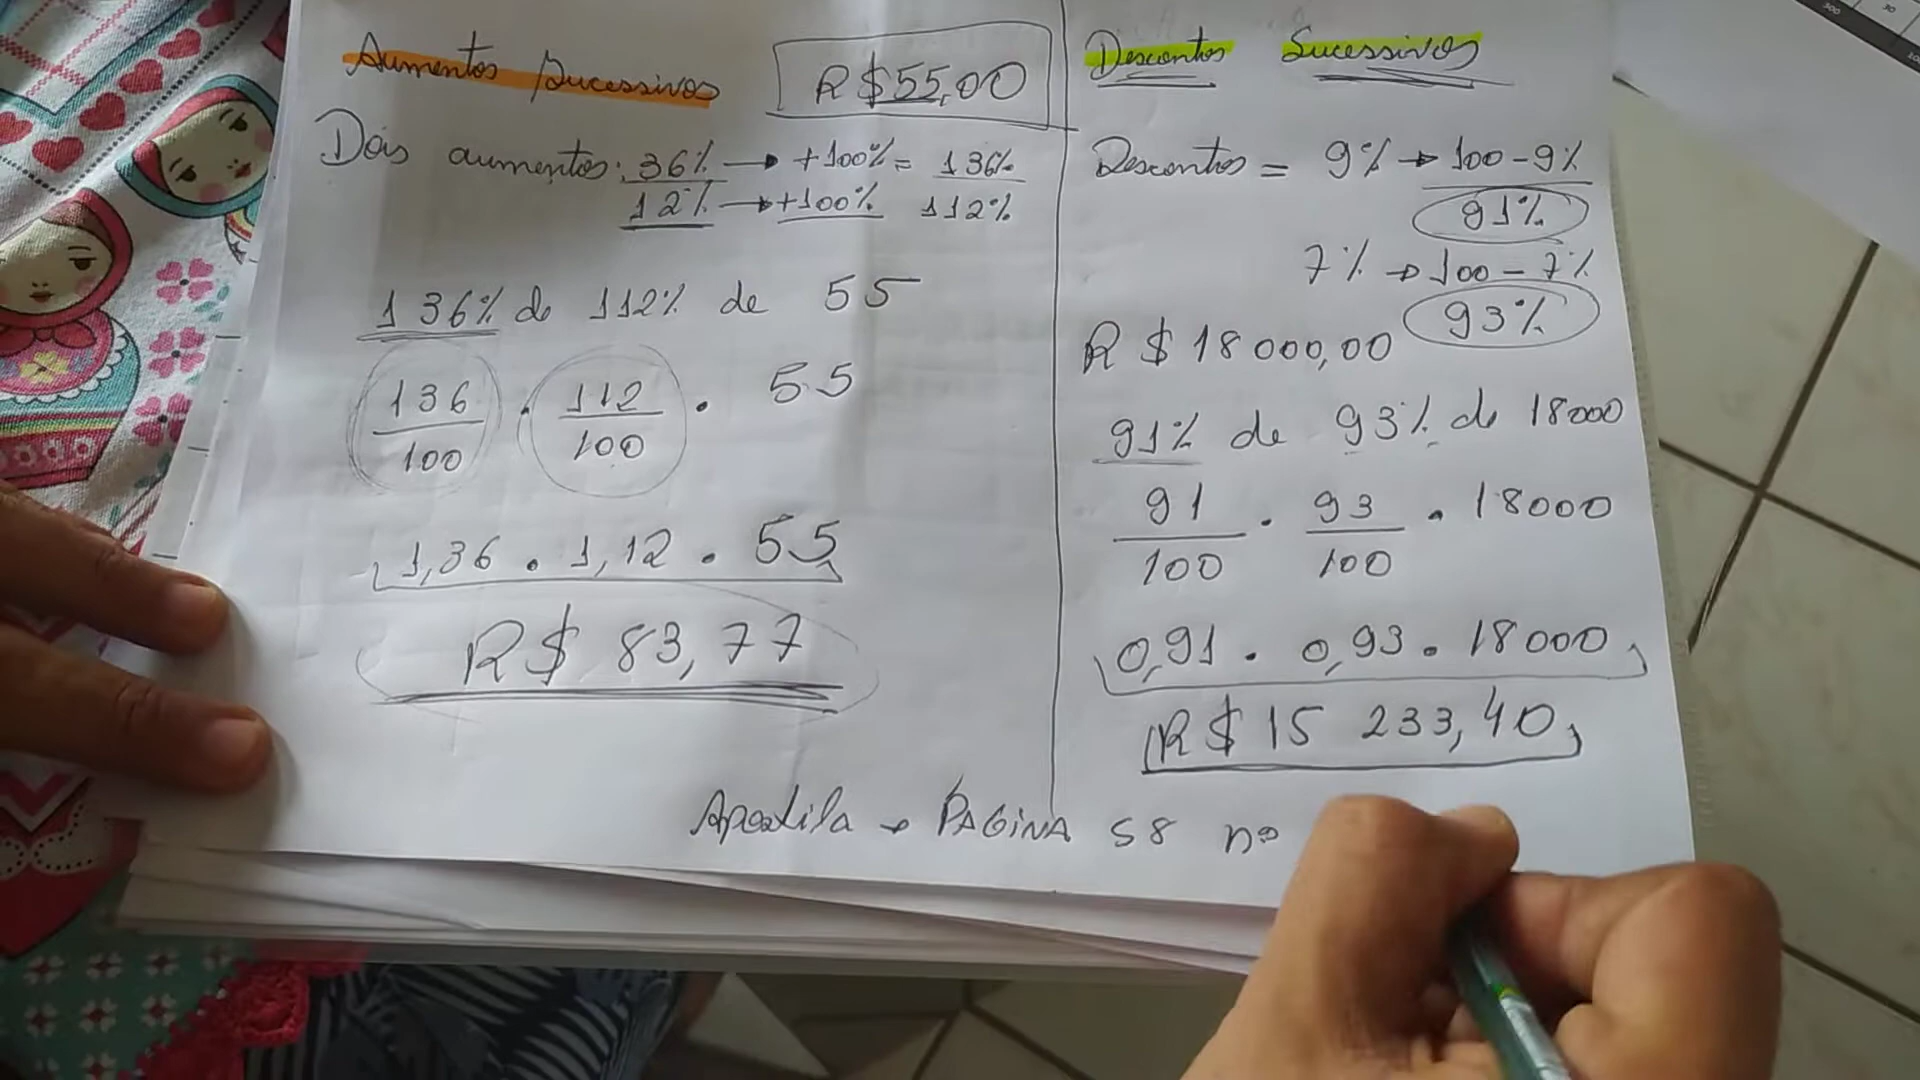 Aumentos sucessivos
R$55,00
Dois aumentos: 36% → +100% = 136%
12% → +100% 112%
136% de 112% de 55
136/100 . 112/100 . 55
1,36 . 1,12 . 55
R$ 83,77
Descontos Sucessivos
Descontos = 9% → 100-9%
91%
7% → 100-7%
93%
R$ 18000,00
91% de 93% de 18000
91/100 . 93/100 . 18000
0,91 . 0,93 . 18000
R$ 15 233,40
Apostila → PÁGINA 58 nº
300
30